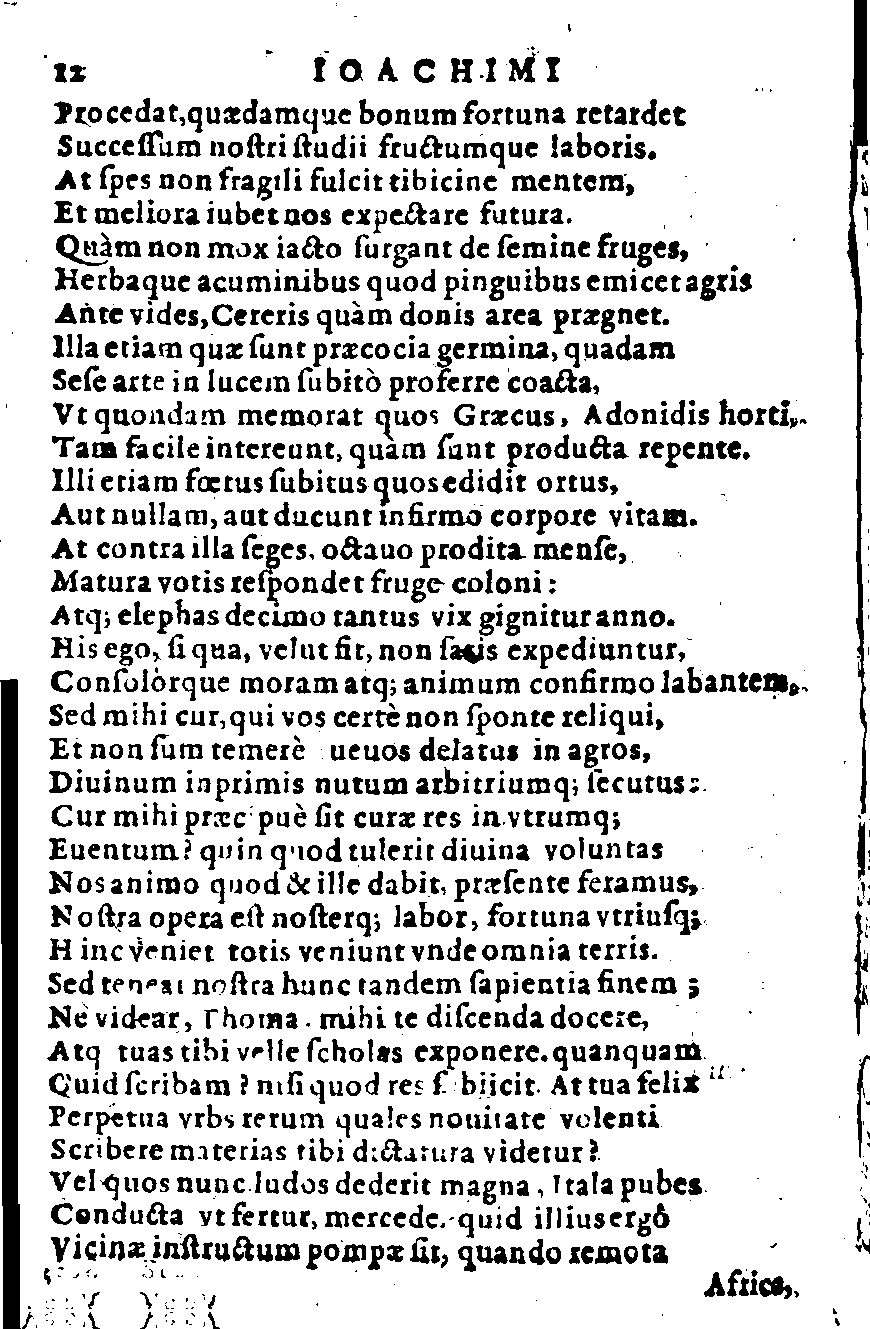 12 IOACHIMI
Procedat, quædamque bonum fortuna retardet
Succeſſum noſtri ſtudii fructumque laboris.
At ſpes non fragili fulcit tibicine mentem,
Et meliora iubet nos expectare futura.
Quàm non mox iacto ſurgant de ſemine fruges,
Herbaque acuminibus quod pinguibus emicet agris
Ante vides, Cereris quàm donis area prægnet.
Illa etiam quæ ſunt præcocia germina, quadam
Seſe arte in lucem ſubitò proferre coacta,
Vt quondam memorat quos Græcus, Adonidis horti,
Tam facile intereunt, quàm ſunt producta repente.
Illi etiam fœtus ſubitus quos edidit ortus,
Aut nullam, aut ducunt infirmo corpore vitam.
At contra illa ſeges, octauo prodita menſe,
Matura votis reſpondet fruge coloni:
Atq; elephas decimo tantus vix gignitur anno.
His ego, ſi qua, velut fit, non ſatis expediuntur,
Conſolòrque moram atq; animum confirmo labantem,
Sed mihi cur, qui vos certè non ſponte reliqui,
Et non ſum temerè ueuos delatus in agros,
Diuinum inprimis nutum arbitriumq; ſecutus:
Cur mihi præcpuè ſit curæ res in vtrumq;
Euentum? quin quod tulerit diuina voluntas
Nos animo quod & ille dabit, præſente feramus,
Noſtra opera eſt noſterq; labor, fortuna vtriuſq;
Hinc veniet totis veniunt vnde omnia terris.
Sed teneat noſtra hunc tandem ſapientia finem;
Ne videar, Thoma. mihi te diſcenda docere,
Atq tuas tibi velle ſcholas exponere. quanquam
Quid ſcribam? niſi quod res ſbiicit. At tua felix
Perpetua vrbs rerum quales nouitate volenti
Scribere materias tibi dictatura videtur?
Vel quos nunc ludos dederit magna, Itala pubes
Conducta vt fertur, mercede. quid illius ergô
Vicinæ inſtructum pompæ ſit, quando remota
Africa,